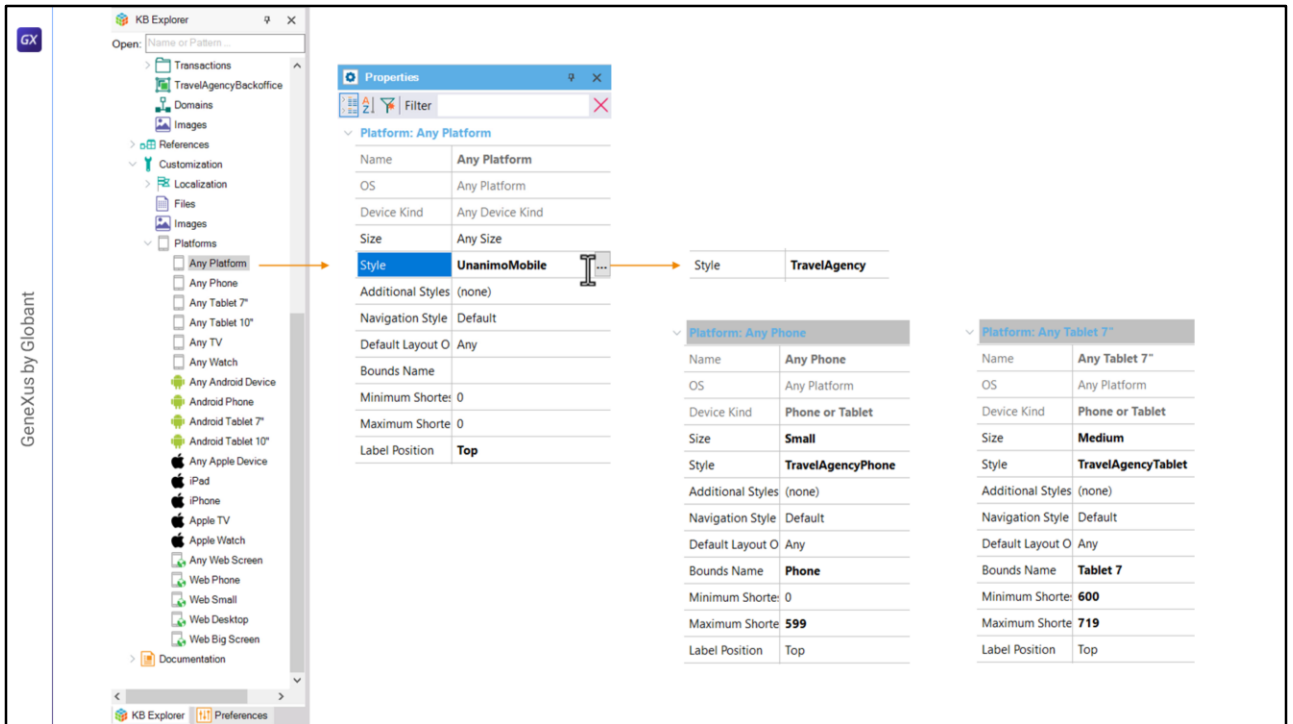 GX
GeneXus by Globant
KB Explorer
Open: Name or Pattern...
Transactions
TravelAgencyBackoffice
Domains
Images
References
Customization
Localization
Files
Images
Platforms
Any Platform
Any Phone
Any Tablet 7"
Any Tablet 10"
Any TV
Any Watch
Any Android Device
Android Phone
Android Tablet 7"
Android Tablet 10"
Any Apple Device
iPad
iPhone
Apple TV
Apple Watch
Any Web Screen
Web Phone
Web Small
Web Desktop
Web Big Screen
Documentation
KB Explorer Preferences
Properties
Filter
Platform: Any Platform
Name Any Platform
OS Any Platform
Device Kind Any Device Kind
Size Any Size
Style UnanimoMobile ...
Additional Styles (none)
Navigation Style Default
Default Layout O Any
Bounds Name
Minimum Shortes 0
Maximum Shorte 0
Label Position Top
Style TravelAgency
Platform: Any Phone
Name Any Phone
OS Any Platform
Device Kind Phone or Tablet
Size Small
Style TravelAgencyPhone
Additional Styles (none)
Navigation Style Default
Default Layout O Any
Bounds Name Phone
Minimum Shortes 0
Maximum Shorte 599
Label Position Top
Platform: Any Tablet 7"
Name Any Tablet 7"
OS Any Platform
Device Kind Phone or Tablet
Size Medium
Style TravelAgencyTablet
Additional Styles (none)
Navigation Style Default
Default Layout O Any
Bounds Name Tablet 7
Minimum Shortes 600
Maximum Shorte 719
Label Position Top